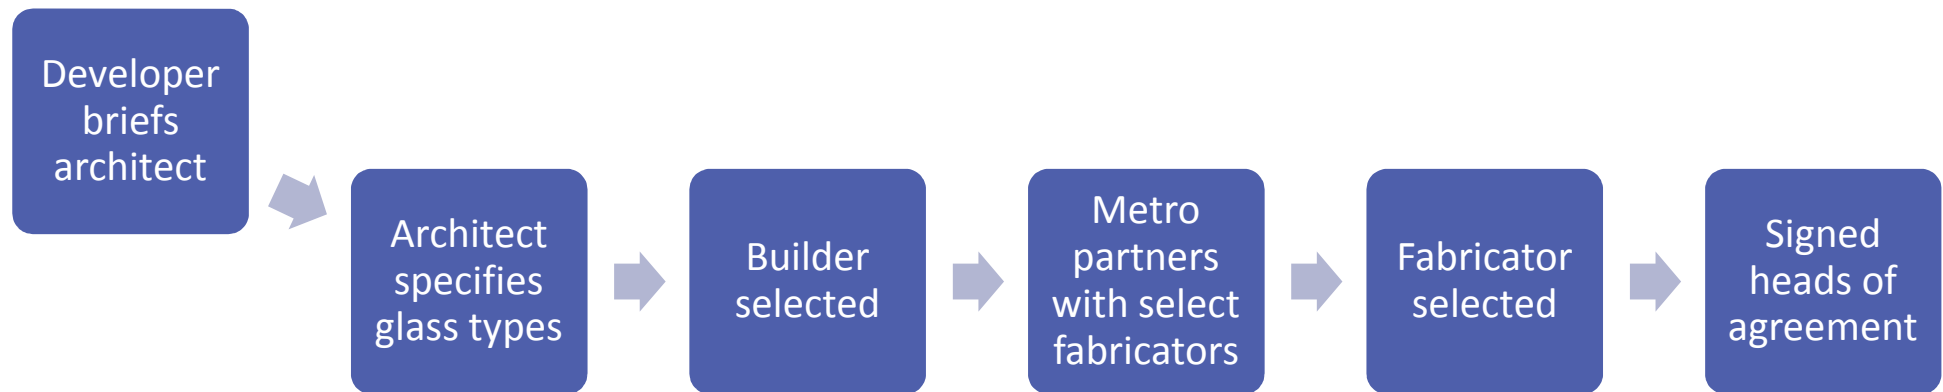 Developer
briefs
architect
Architect
specifies
glass types
Builder
selected
Metro
partners
with select
fabricators
Fabricator
selected
Signed
heads of
agreement